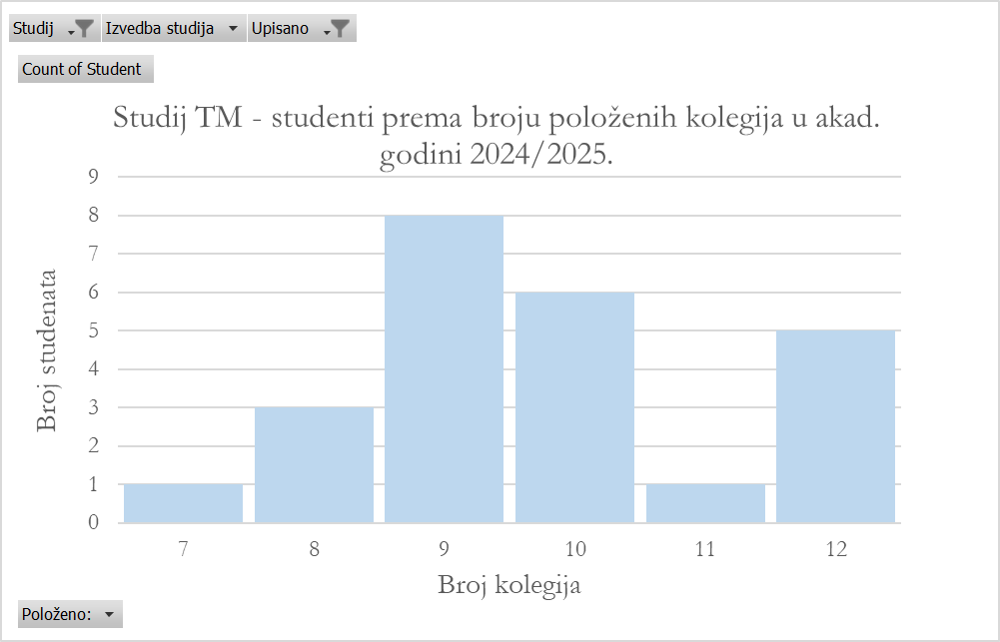 Studij Izvedba studija Upisano
Count of Student
Studij TM - studenti prema broju položenih kolegija u akad.
godini 2024/2025.
9
8
7
6
5
4
3
2
1
0
Broj studenata
7 8 9 10 11 12
Broj kolegija
Položeno: